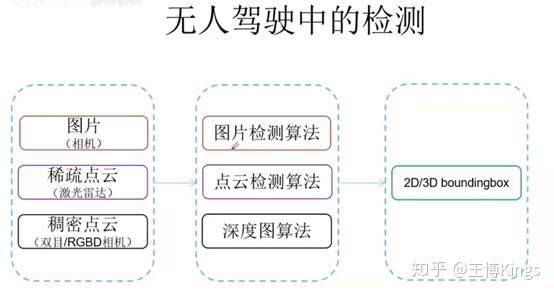 无人驾驶中的检测
图片
（相机）
图片检测算法
稀疏点云
（激光雷达）
点云检测算法
2D/3D boundingbox
稠密点云
（双目/RGBD相机）
深度图算法
知乎 @王博Kings